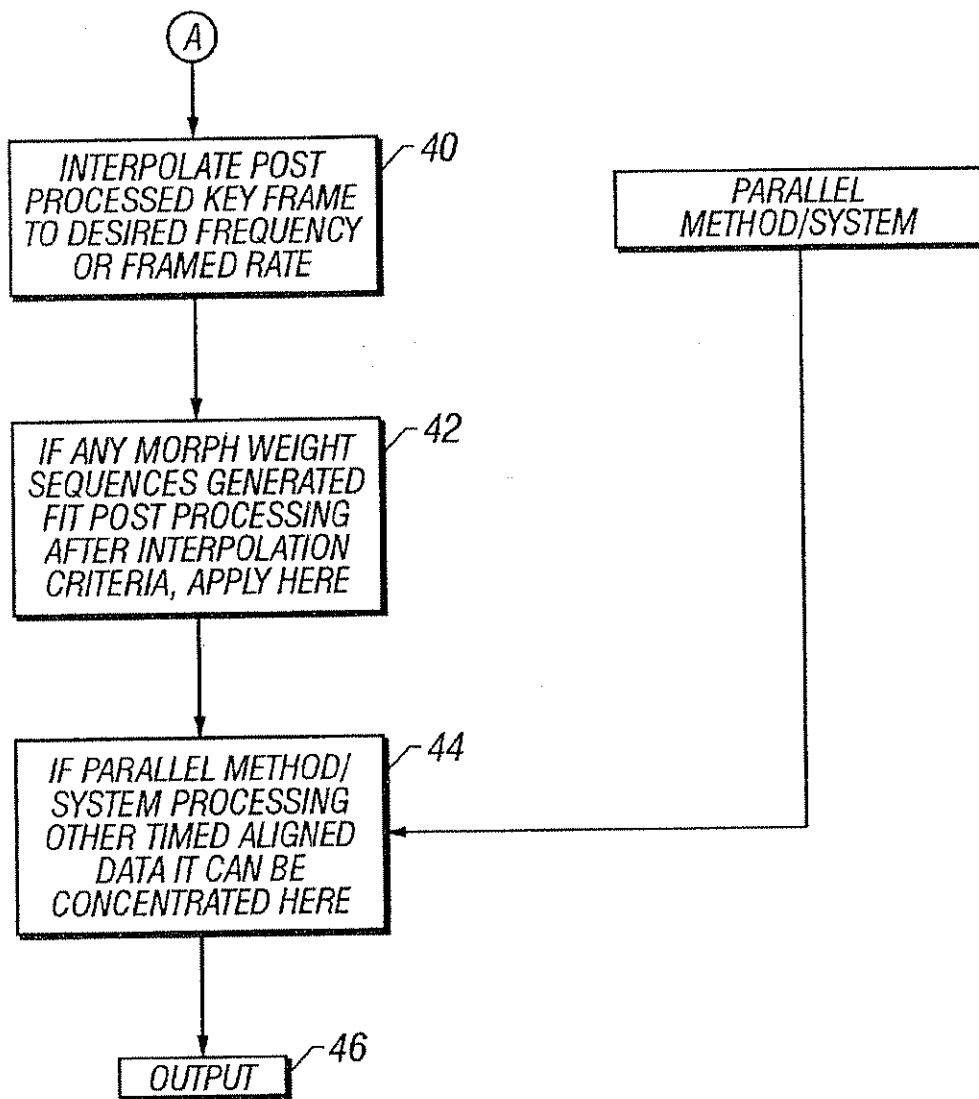 A
INTERPOLATE POST
PROCESSED KEY FRAME
TO DESIRED FREQUENCY
OR FRAMED RATE
40
PARALLEL
METHOD/SYSTEM
IF ANY MORPH WEIGHT
SEQUENCES GENERATED
FIT POST PROCESSING
AFTER INTERPOLATION
CRITERIA, APPLY HERE
42
IF PARALLEL METHOD/
SYSTEM PROCESSING
OTHER TIMED ALIGNED
DATA IT CAN BE
CONCENTRATED HERE
44
OUTPUT
46